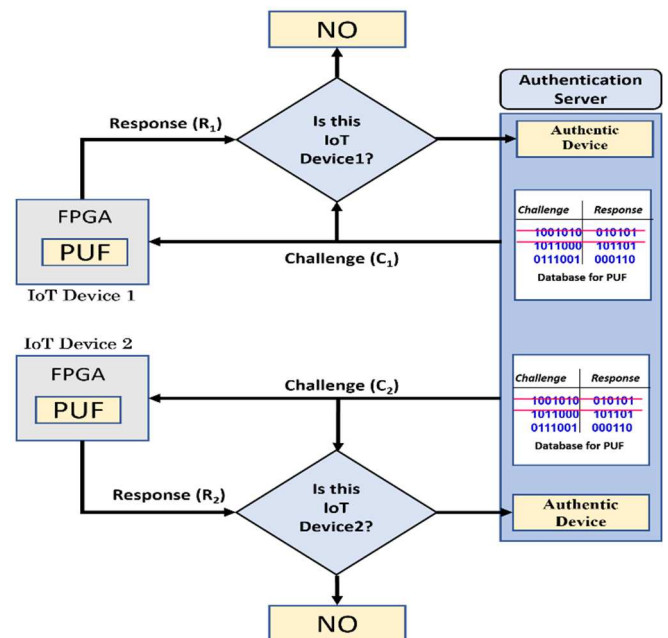 NO
Authentication
Server
Response (R₁)
Is this
IoT
Device1?
Authentic
Device
FPGA
PUF
IoT Device 1
Challenge (C₁)
Challenge Response
1001010 010101
1011000 101101
0111001 000110
Database for PUF
IoT Device 2
FPGA
PUF
Challenge (C₂)
Challenge Response
1001010 010101
1011000 101101
0111001 000110
Database for PUF
Response (R₂)
Is this
IoT
Device2?
Authentic
Device
NO